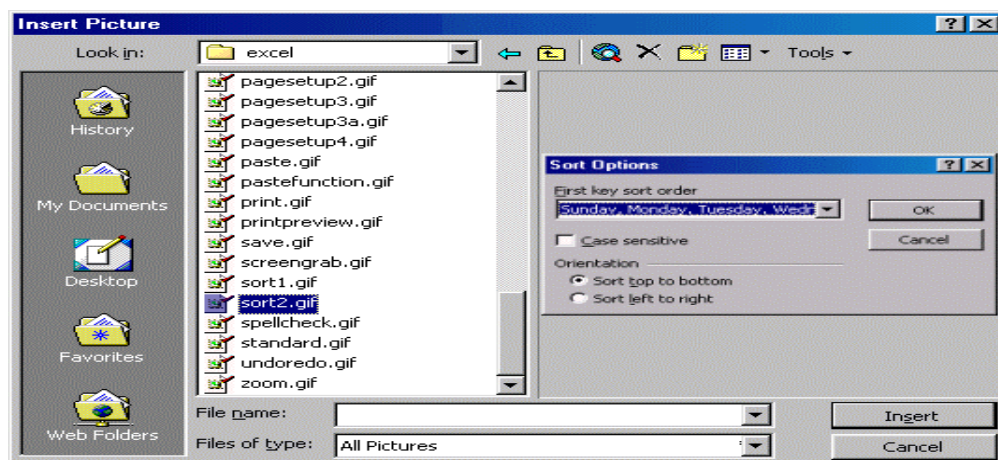 Insert Picture
Look in: excel Tools
History
My Documents
Desktop
Favorites
Web Folders
pagesetup2.gif
pagesetup3.gif
pagesetup3a.gif
pagesetup4.gif
paste.gif
pastefunction.gif
print.gif
printpreview.gif
save.gif
screengrab.gif
sort1.gif
sort2.gif
spellcheck.gif
standard.gif
undoredo.gif
zoom.gif
Sort Options
First key sort order
Sunday, Monday, Tuesday, Wedn
OK
Case sensitive
Cancel
Orientation
Sort top to bottom
Sort left to right
File name:
Insert
Files of type: All Pictures
Cancel